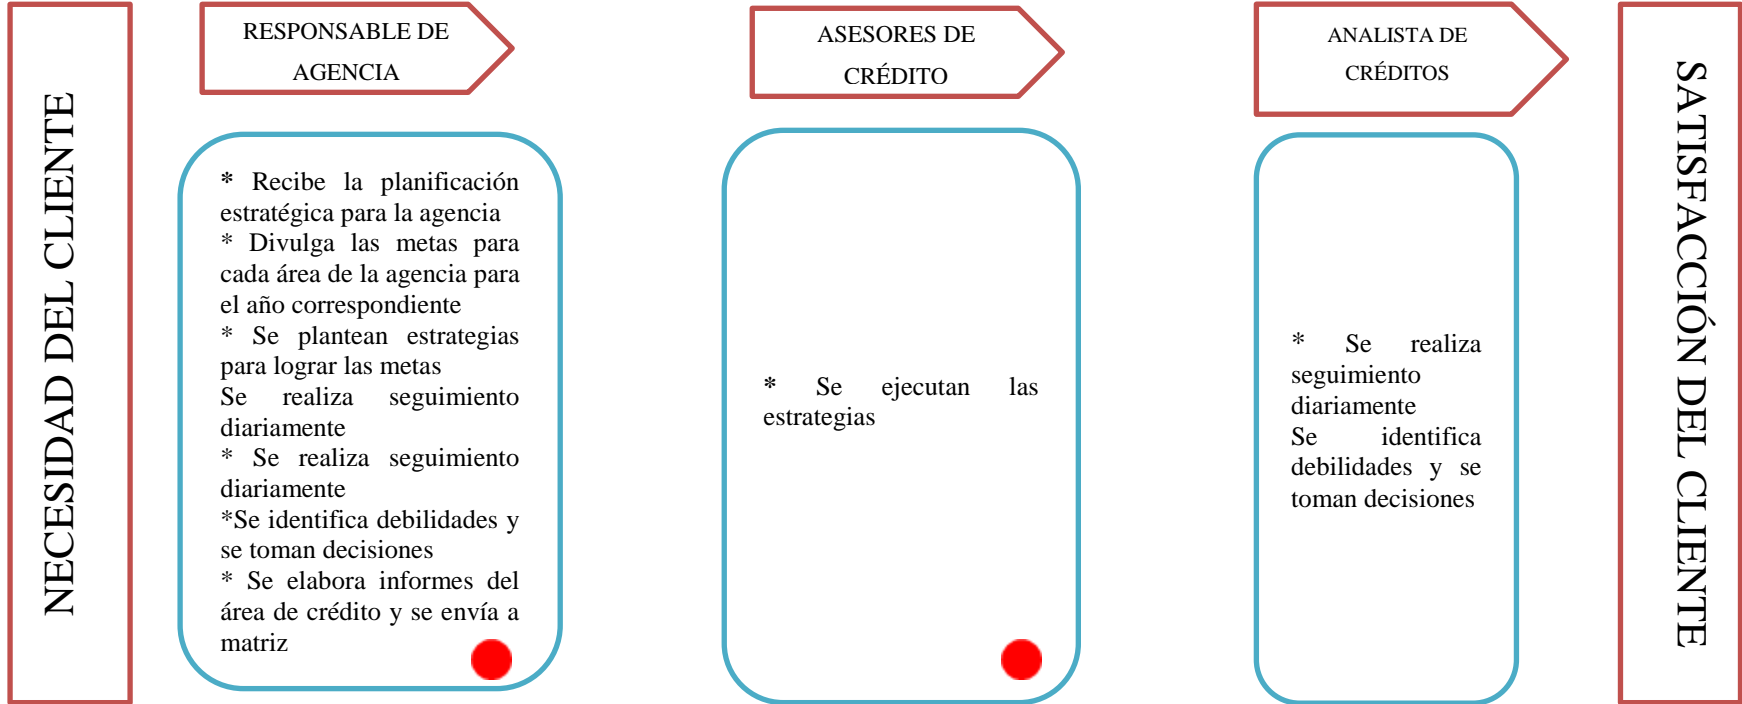 NECESIDAD DEL CLIENTE
RESPONSABLE DE
AGENCIA
* Recibe la planificación
estratégica para la agencia
* Divulga las metas para
cada área de la agencia para
el año correspondiente
* Se plantean estrategias
para lograr las metas
Se realiza seguimiento
diariamente
* Se realiza seguimiento
diariamente
*Se identifica debilidades y
se toman decisiones
* Se elabora informes del
área de crédito y se envía a
matriz
ASESORES DE
CRÉDITO
* Se ejecutan las
estrategias
ANALISTA DE
CRÉDITOS
* Se realiza
seguimiento
diariamente
Se identifica
debilidades y se
toman decisiones
SATISFACCIÓN DEL CLIENTE